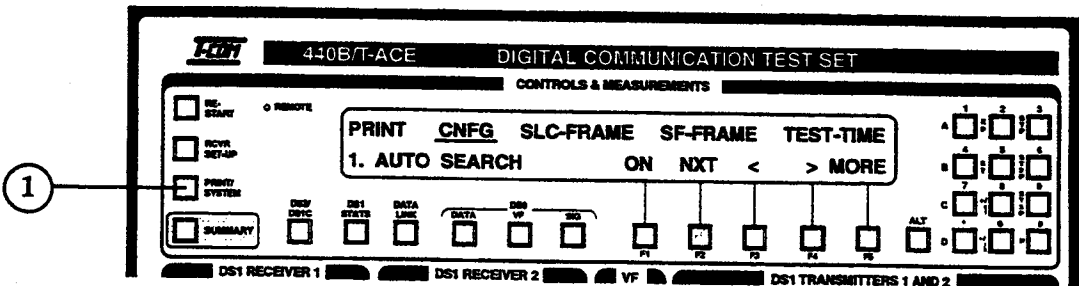 T-COM 440B/T-ACE DIGITAL COMMUNICATION TEST SET
CONTROLS & MEASUREMENTS
RE-START
REMOTE
RCVR SET-UP
PRINT/SYSTEM
SUMMARY
1
PRINT CNFG SLC-FRAME SF-FRAME TEST-TIME
1. AUTO SEARCH ON NXT < > MORE
DS3/DS1C
DS1 STATS
DATA LINK
DS0
DATA VF SIG
F1 F2 F3 F4 F5
ALT
1 2 3
A
4 5 6
B
7 8 9
C
D
DS1 RECEIVER 1 DS1 RECEIVER 2 VF DS1 TRANSMITTERS 1 AND 2